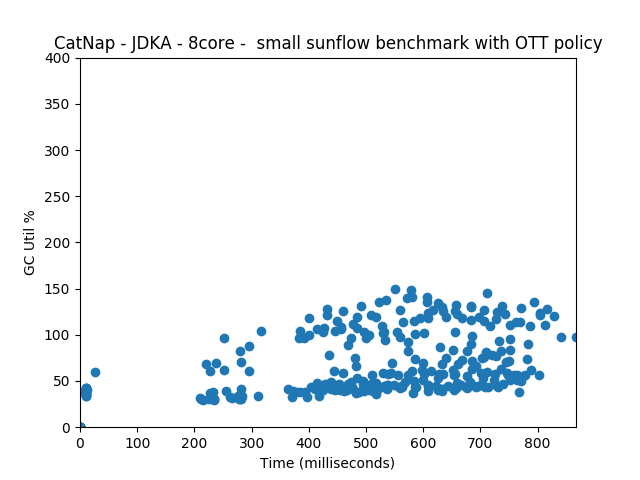 CatNap - JDKA - 8core -  small sunflow benchmark with OTT policy
400
350
300
250
200
150
100
50
0
GC Util %
0 100 200 300 400 500 600 700 800
Time (milliseconds)